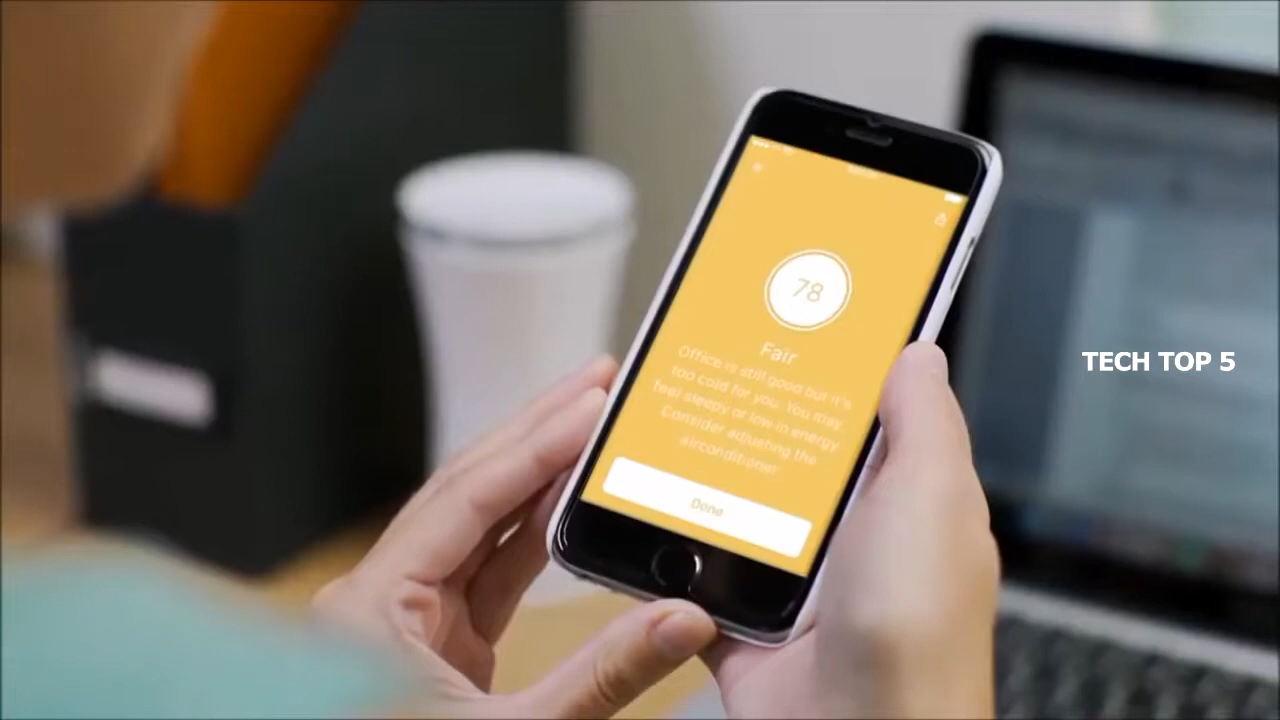 78
Fair
Office is still good but it's
too cold for you. You may
feel sleepy or low in energy
Consider adjusting the
airconditioner
Done
TECH TOP 5